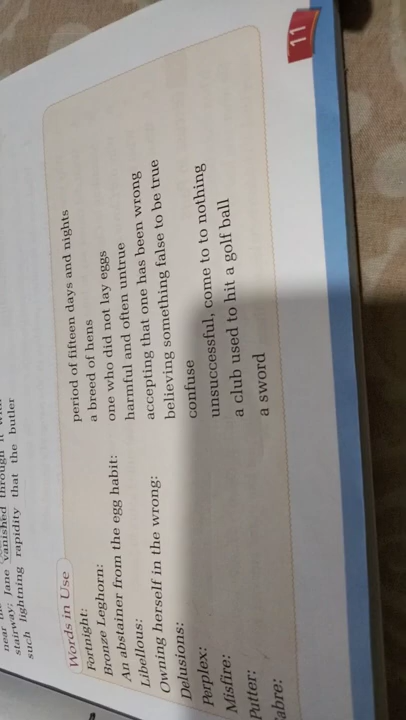 stairway; Jane vanished through it with
such lightning rapidity that the butler
Words in Use
Fortnight: period of fifteen days and nights
Bronze Leghorn: a breed of hens
An abstainer from the egg habit: one who did not lay eggs
Libellous: harmful and often untrue
Owning herself in the wrong: accepting that one has been wrong
Delusions: believing something false to be true
Perplex: confuse
Misfire: unsuccessful, come to to nothing
Putter: a club used to hit a golf ball
abre: a sword
11